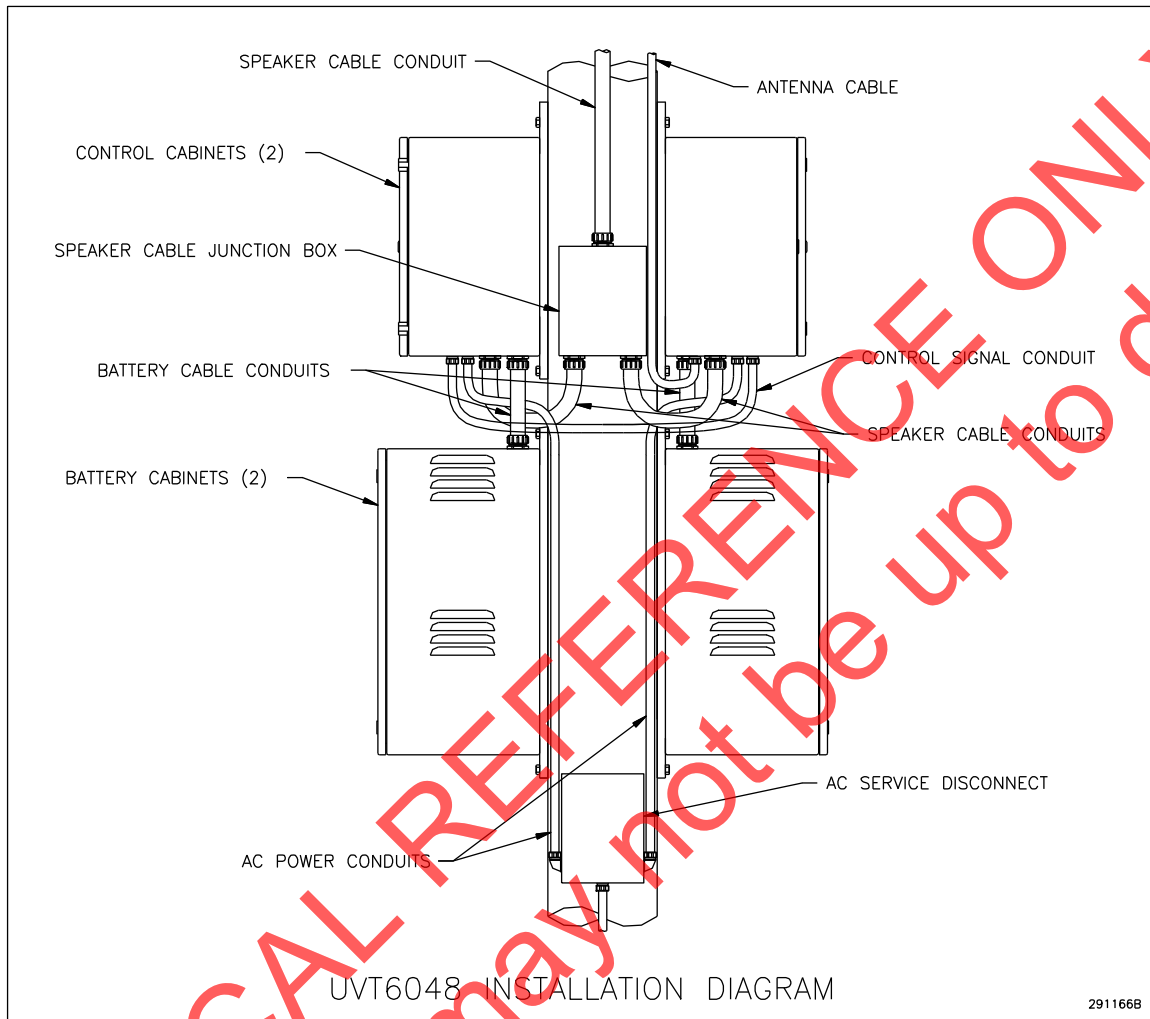 SPEAKER CABLE CONDUIT
ANTENNA CABLE
CONTROL CABINETS (2)
SPEAKER CABLE JUNCTION BOX
BATTERY CABLE CONDUITS
CONTROL SIGNAL CONDUIT
SPEAKER CABLE CONDUITS
BATTERY CABINETS (2)
AC SERVICE DISCONNECT
AC POWER CONDUITS
UVT6048 INSTALLATION DIAGRAM
291166B
REFERENCE
may not be up to